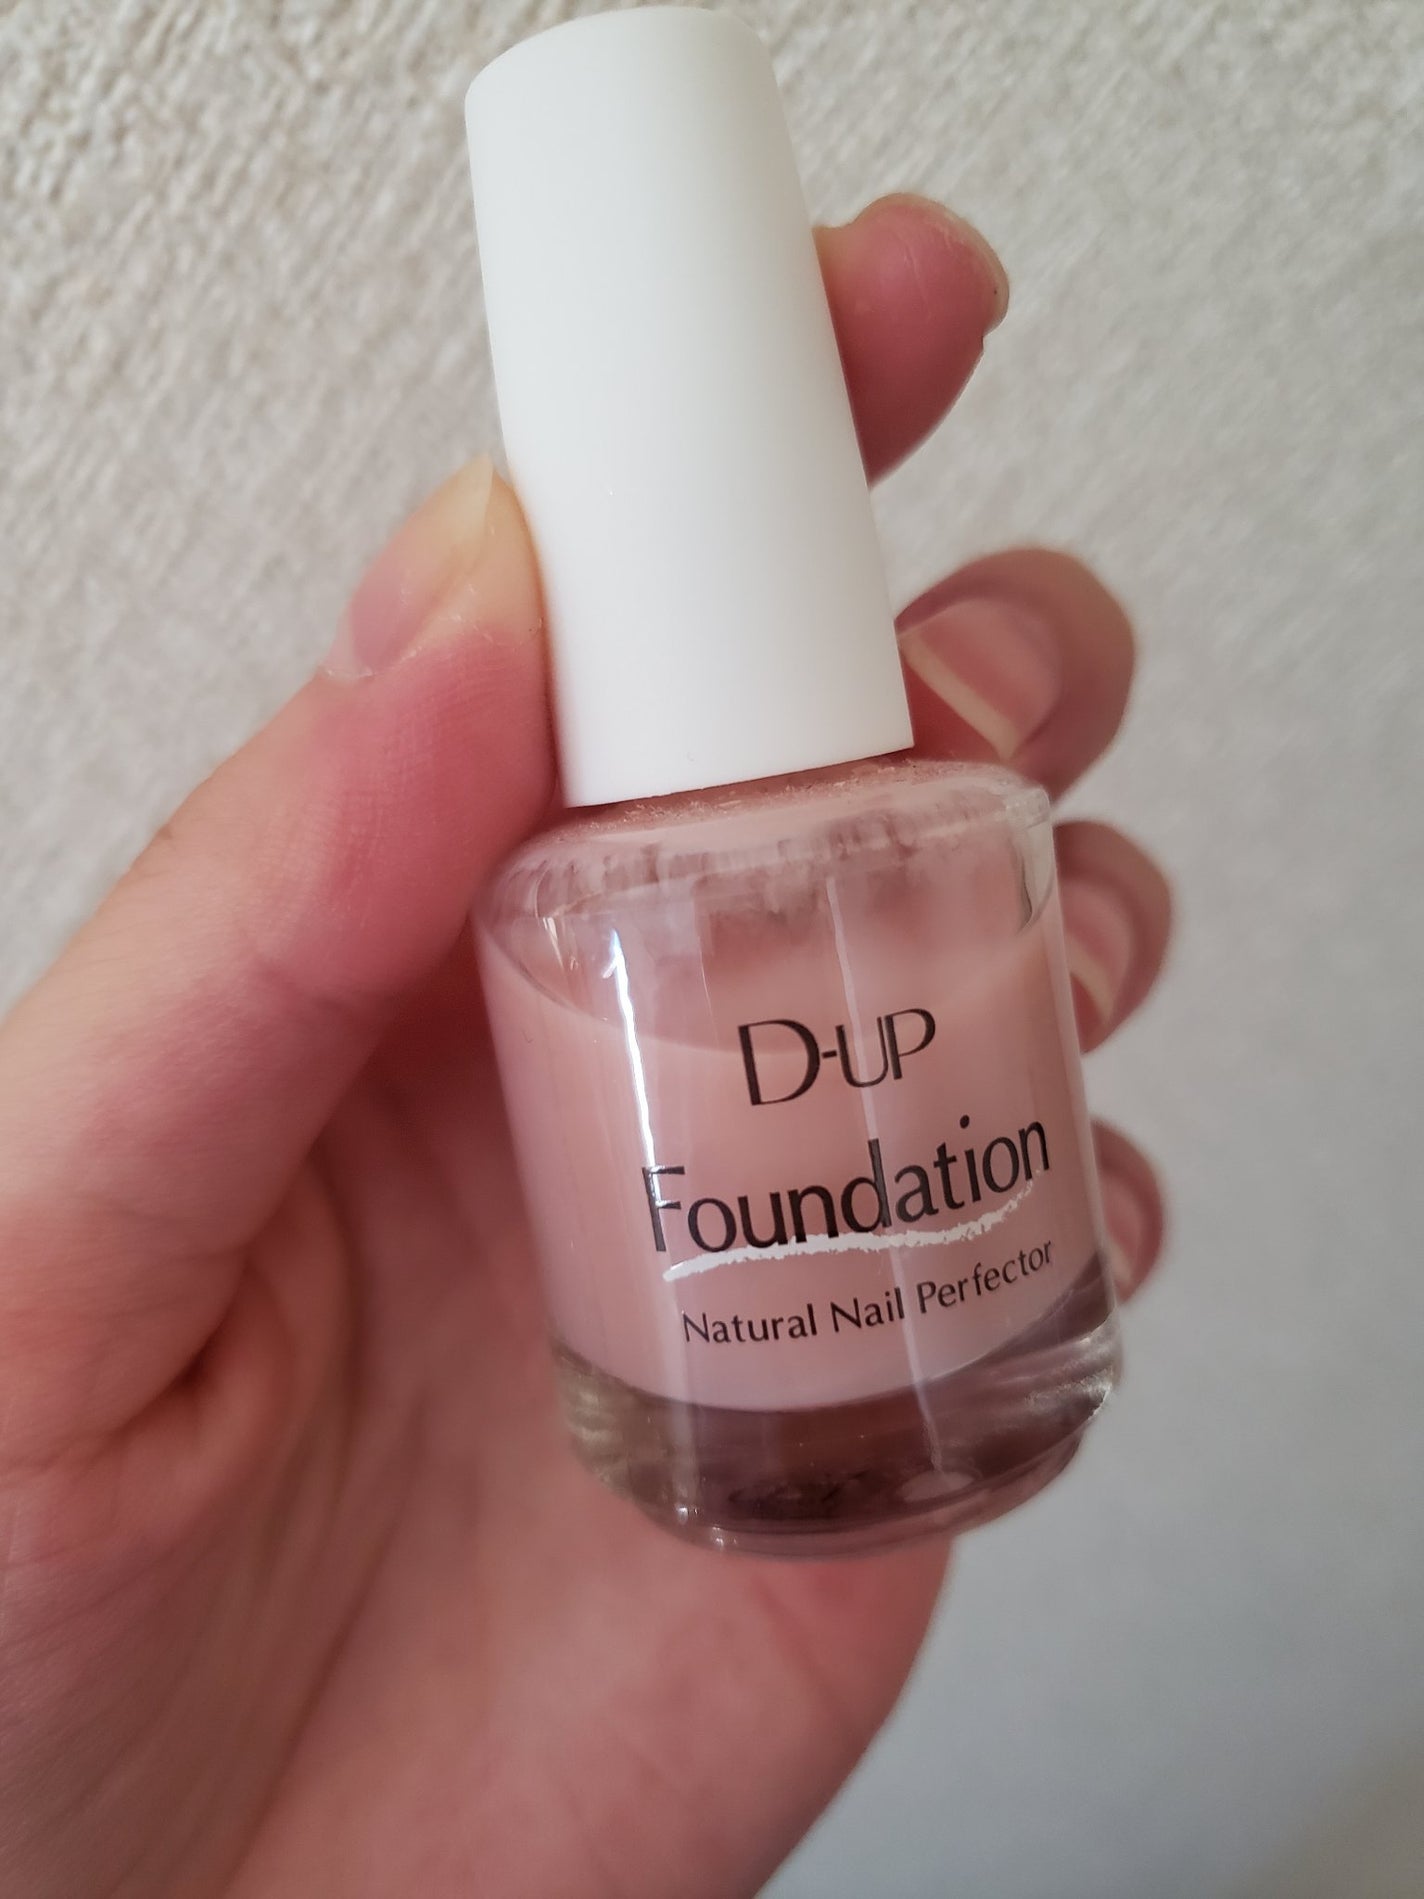 D-UP
Foundation
Natural Nail Perfector